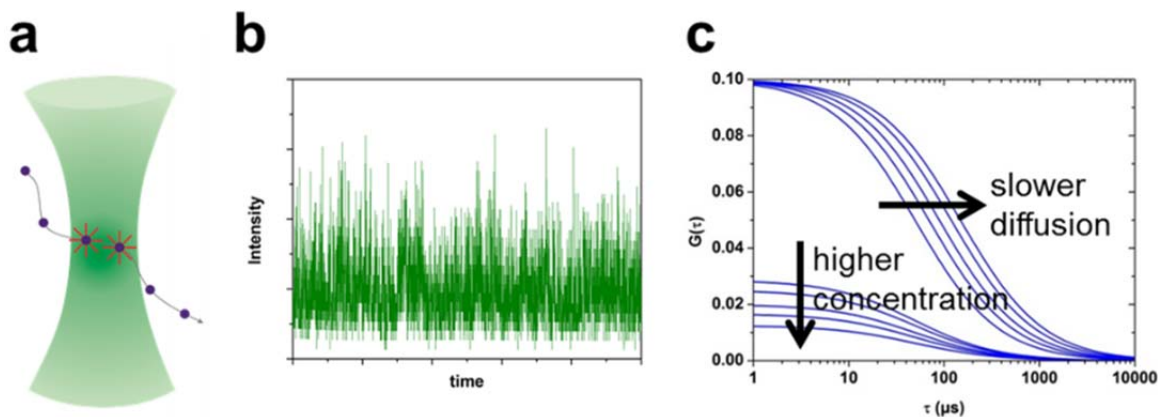 a
b
Intensity
time
c
G(τ)
0.10
0.08
0.06
0.04
0.02
0.00
slower
diffusion
higher
concentration
1
10
100
1000
10000
τ (µs)